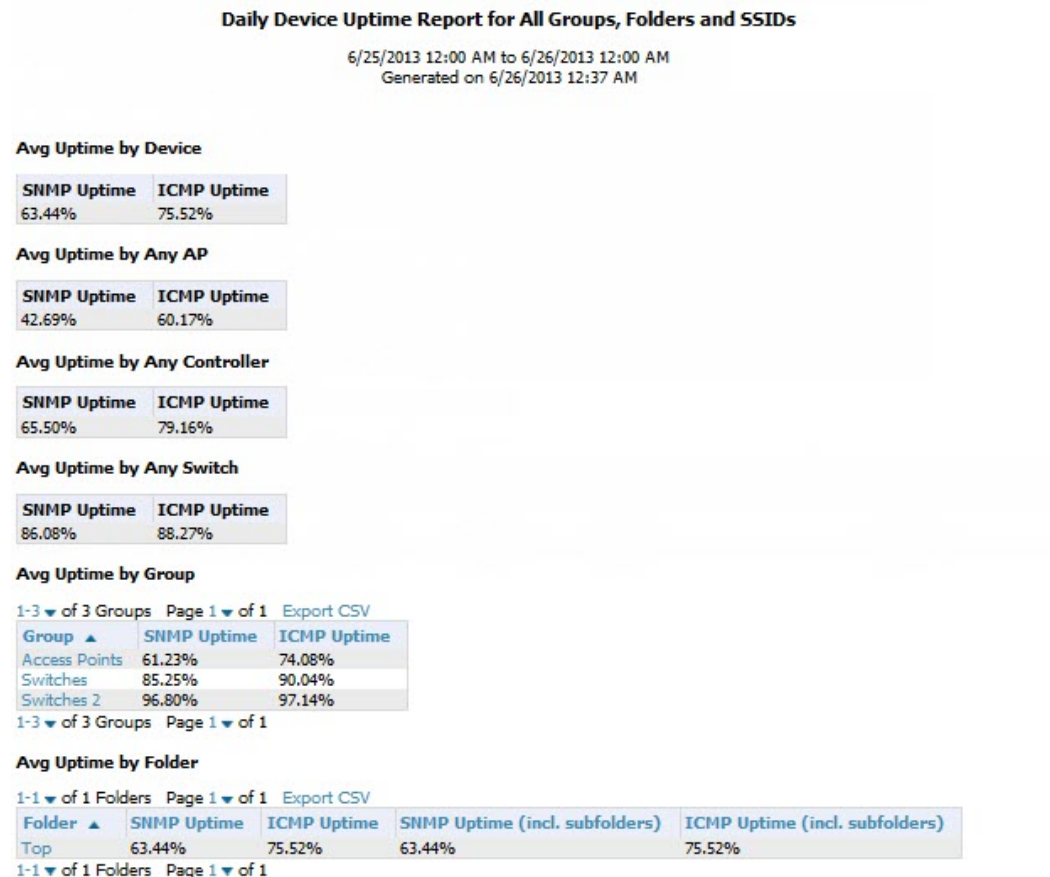 Daily Device Uptime Report for All Groups, Folders and SSIDs
6/25/2013 12:00 AM to 6/26/2013 12:00 AM
Generated on 6/26/2013 12:37 AM
Avg Uptime by Device
SNMP Uptime ICMP Uptime
63.44% 75.52%
Avg Uptime by Any AP
SNMP Uptime ICMP Uptime
42.69% 60.17%
Avg Uptime by Any Controller
SNMP Uptime ICMP Uptime
65.50% 79.16%
Avg Uptime by Any Switch
SNMP Uptime ICMP Uptime
86.08% 88.27%
Avg Uptime by Group
1-3 of 3 Groups Page 1 of 1 Export CSV
Group SNMP Uptime ICMP Uptime
Access Points 61.23% 74.08%
Switches 85.25% 90.04%
Switches 2 96.80% 97.14%
1-3 of 3 Groups Page 1 of 1
Avg Uptime by Folder
1-1 of 1 Folders Page 1 of 1 Export CSV
Folder SNMP Uptime ICMP Uptime SNMP Uptime (incl. subfolders) ICMP Uptime (incl. subfolders)
Top 63.44% 75.52% 63.44% 75.52%
1-1 of 1 Folders Page 1 of 1